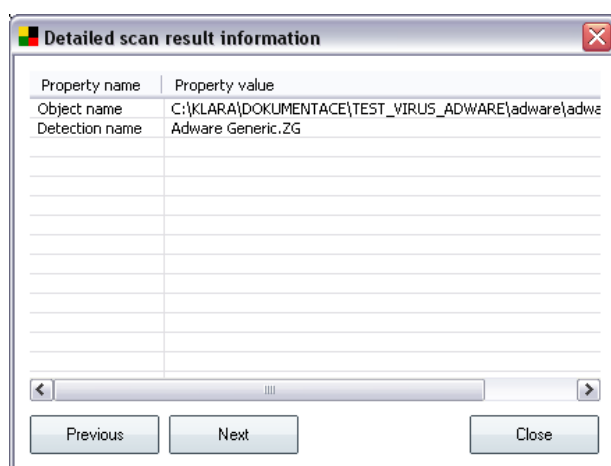 Detailed scan result information
Property name Property value
Object name C:\KLARA\DOKUMENTACE\TEST_VIRUS_ADWARE\adware\adwa
Detection name Adware Generic.ZG
Previous Next Close